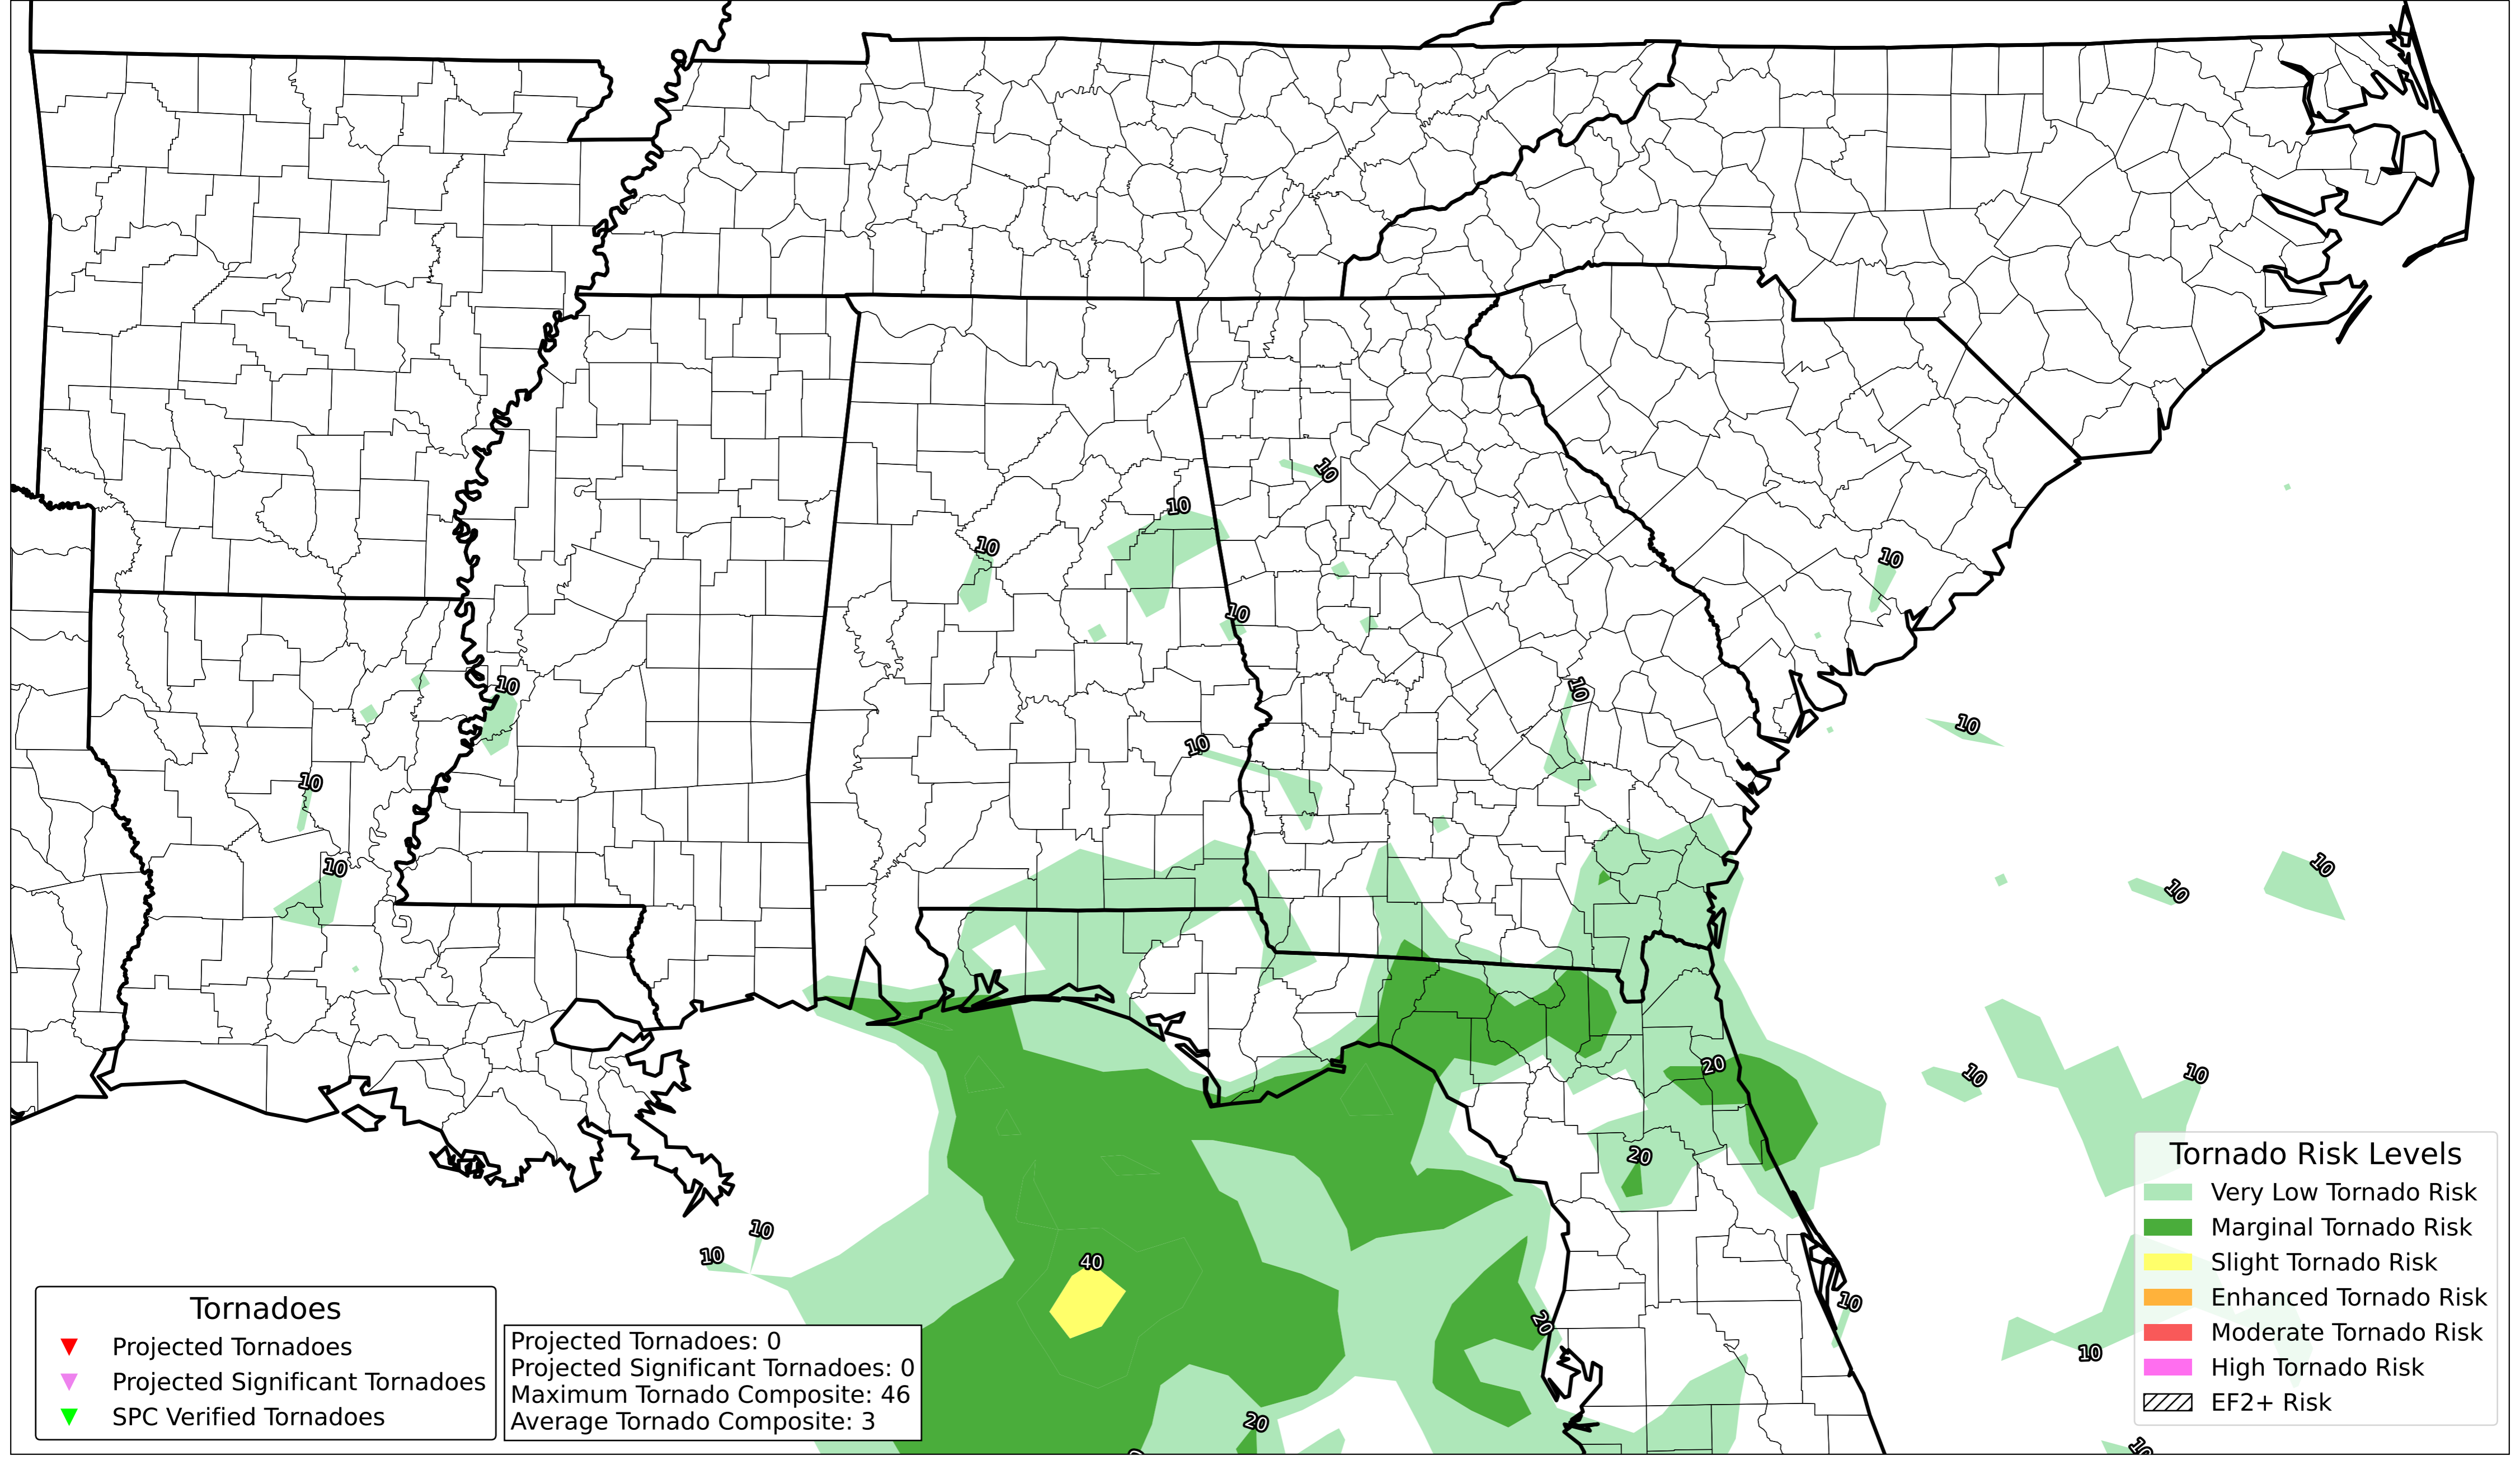 10
10
10
10
10
10
10
10
10
10
10
10
10
10
20
10
10
20
10
10
40
10
20
10
20
10
Tornado Risk Levels
Very Low Tornado Risk
Marginal Tornado Risk
Slight Tornado Risk
Enhanced Tornado Risk
Moderate Tornado Risk
High Tornado Risk
EF2+ Risk
Tornadoes
Projected Tornadoes
Projected Significant Tornadoes
SPC Verified Tornadoes
Projected Tornadoes: 0
Projected Significant Tornadoes: 0
Maximum Tornado Composite: 46
Average Tornado Composite: 3